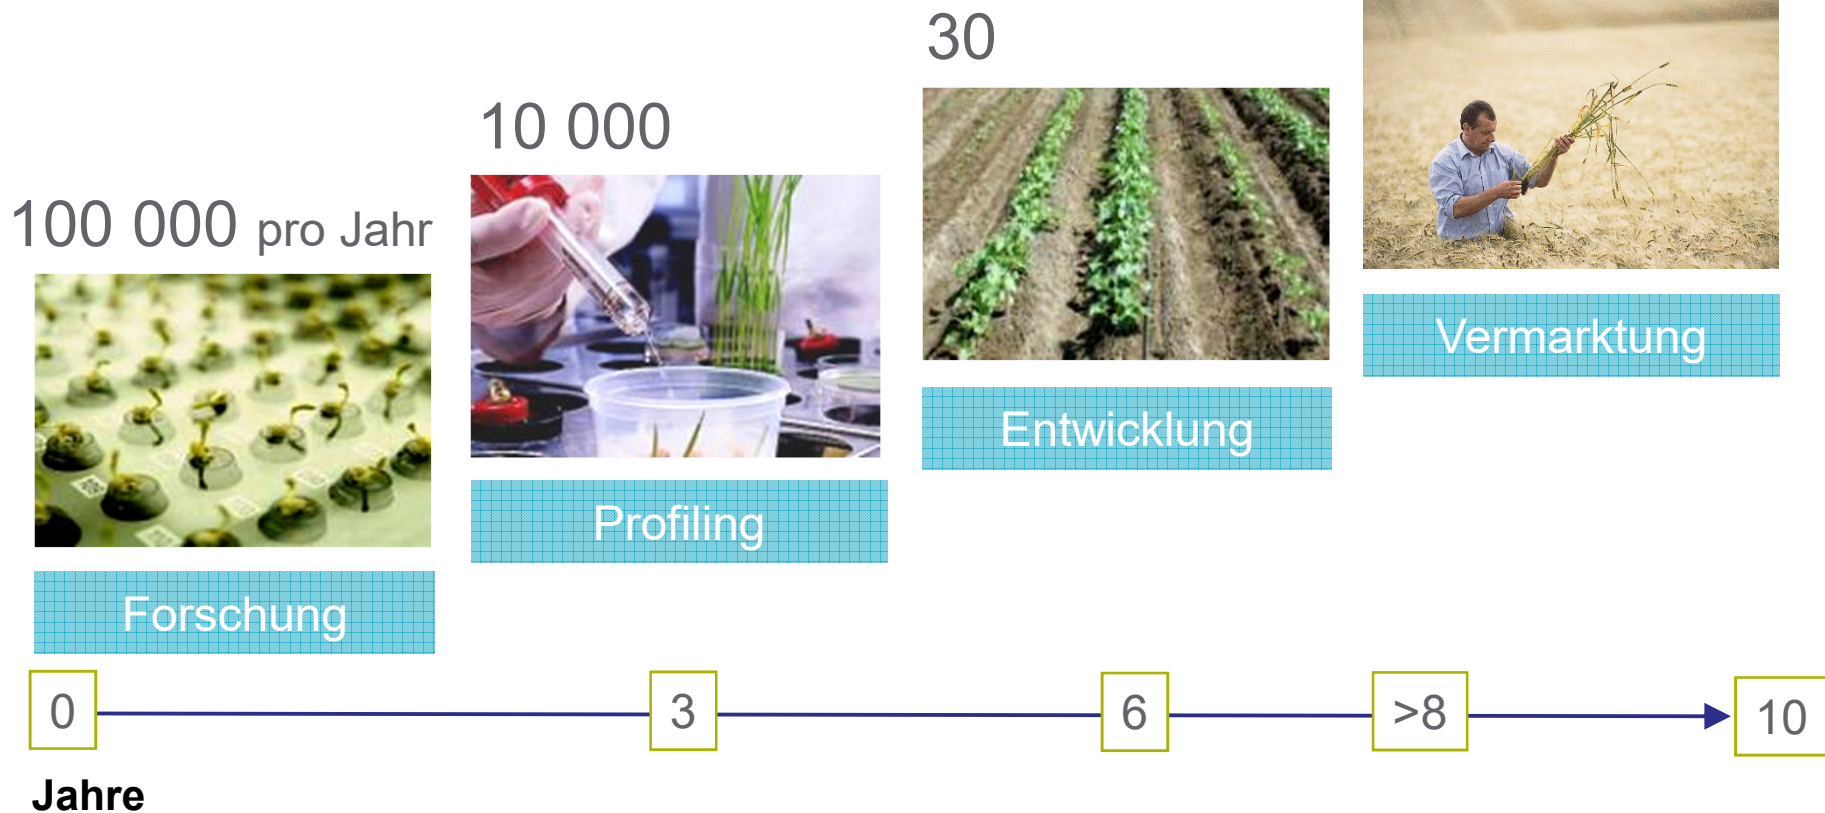 30
10 000
100 000 pro Jahr
Vermarktung
Entwicklung
Profiling
Forschung
0
3
6
>8
10
Jahre